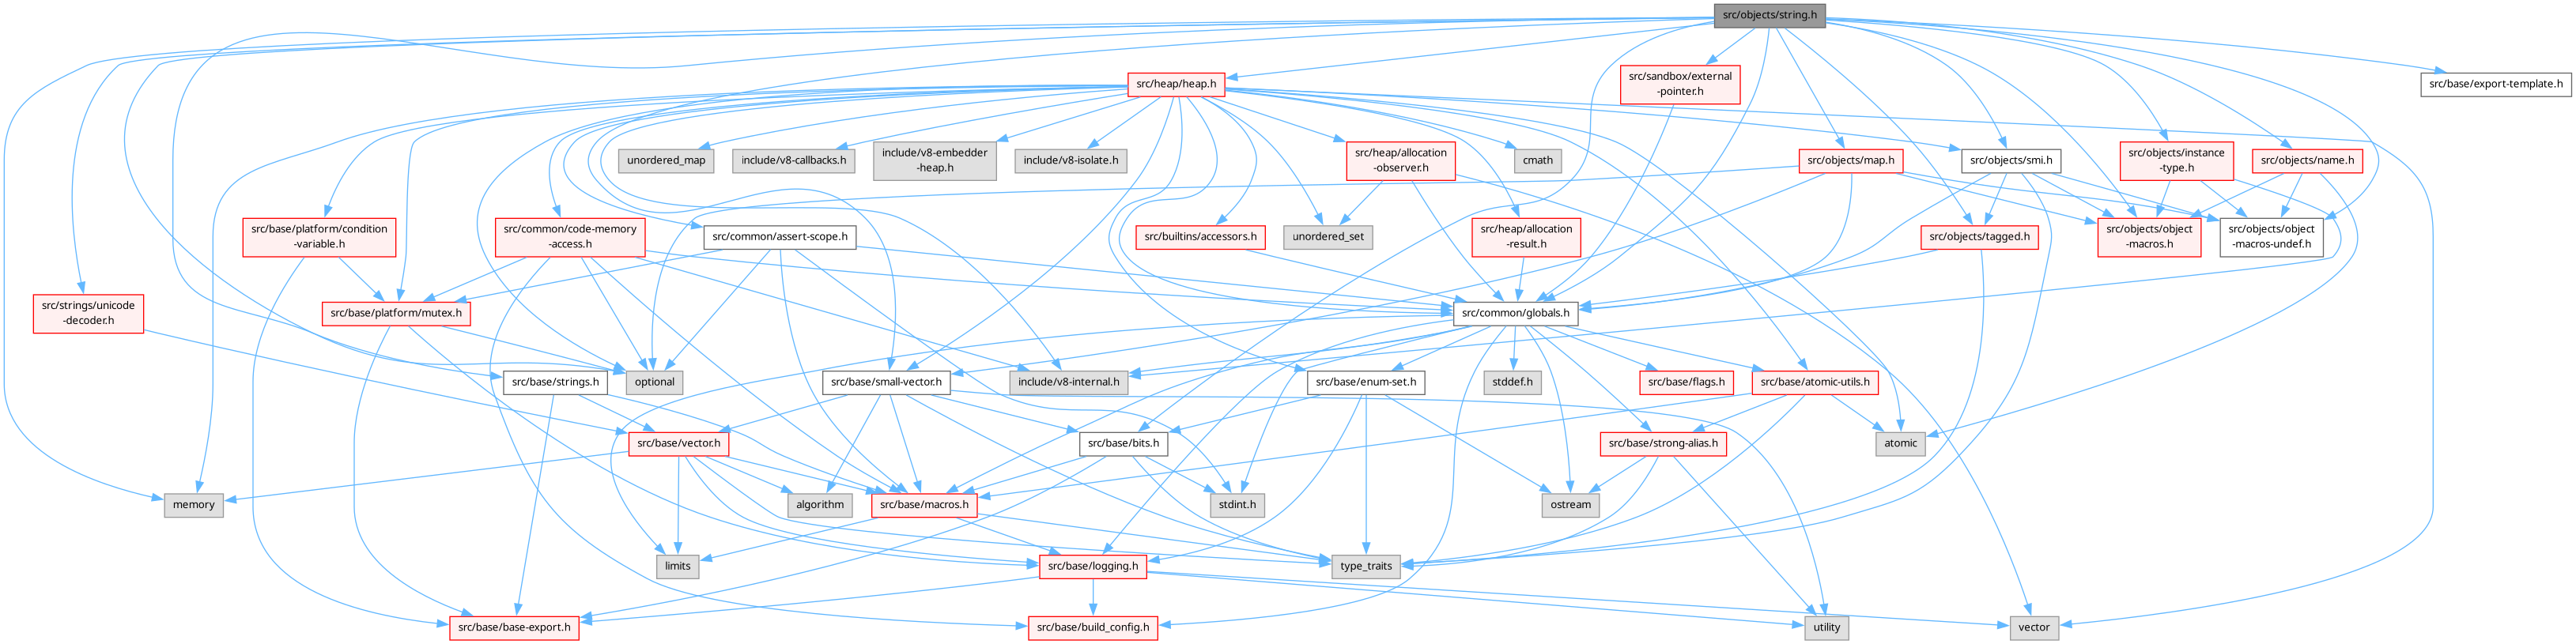 src/objects/string.h
src/heap/heap.h
src/sandbox/external
-pointer.h
src/base/export-template.h
unordered_map
include/v8-callbacks.h
include/v8-embedder
-heap.h
include/v8-isolate.h
src/heap/allocation
-observer.h
cmath
src/objects/map.h
src/objects/smi.h
src/objects/instance
-type.h
src/objects/name.h
src/base/platform/condition
-variable.h
src/common/code-memory
-access.h
src/common/assert-scope.h
src/builtins/accessors.h
unordered_set
src/heap/allocation
-result.h
src/objects/tagged.h
src/objects/object
-macros.h
src/objects/object
-macros-undef.h
src/strings/unicode
-decoder.h
src/base/platform/mutex.h
src/common/globals.h
src/base/strings.h
optional
src/base/small-vector.h
include/v8-internal.h
src/base/enum-set.h
stddef.h
src/base/flags.h
src/base/atomic-utils.h
src/base/vector.h
src/base/bits.h
src/base/strong-alias.h
atomic
memory
algorithm
src/base/macros.h
stdint.h
ostream
limits
src/base/logging.h
type_traits
src/base/base-export.h
src/base/build_config.h
utility
vector